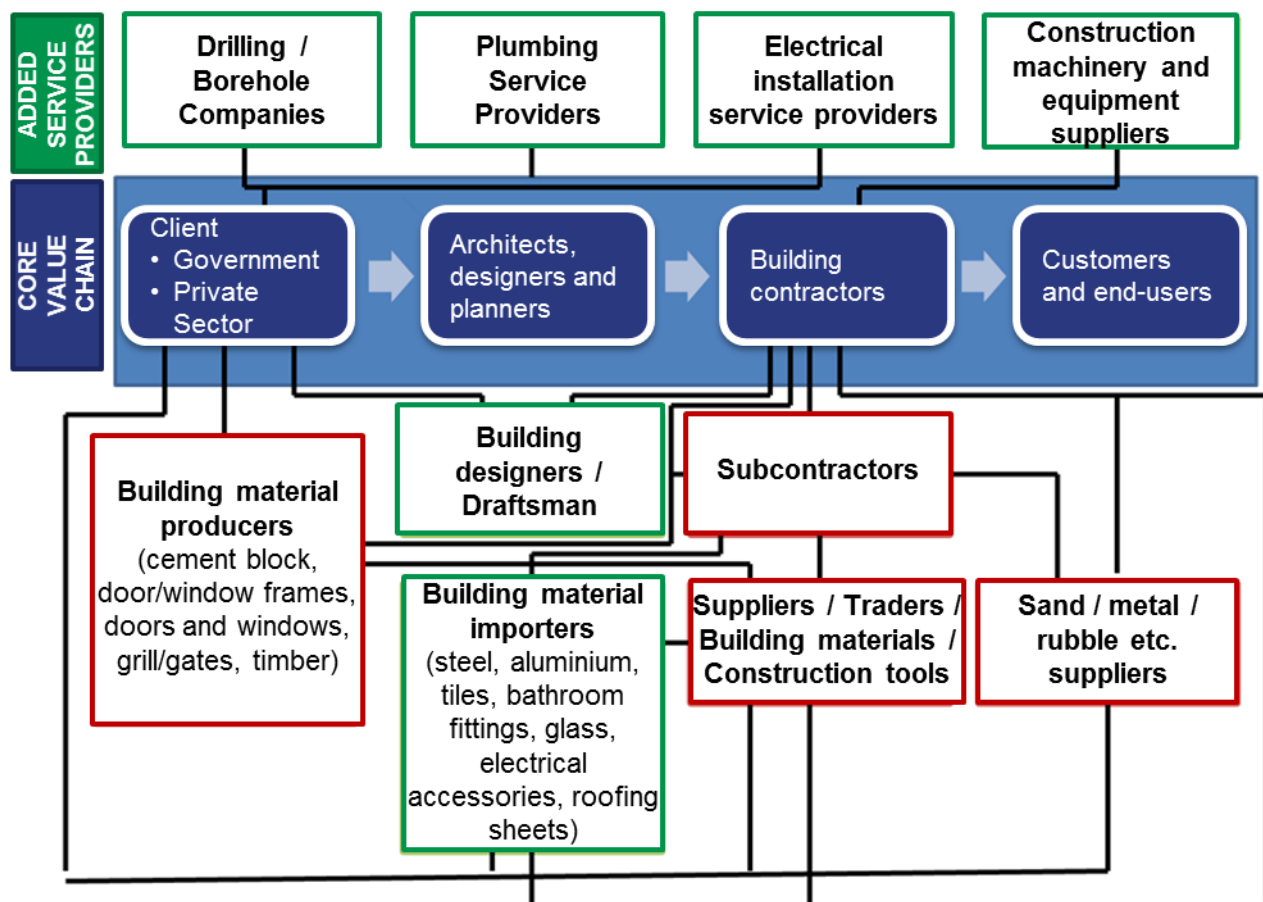 ADDED
SERVICE
PROVIDERS
Drilling /
Borehole
Companies
Plumbing
Service
Providers
Electrical
installation
service providers
Construction
machinery and
equipment
suppliers
CORE
VALUE
CHAIN
Client
• Government
• Private
Sector
Architects,
designers and
planners
Building
contractors
Customers
and end-users
Building material
producers
(cement block,
door/window frames,
doors and windows,
grill/gates, timber)
Building
designers /
Draftsman
Subcontractors
Building material
importers
(steel, aluminium,
tiles, bathroom
fittings, glass,
electrical
accessories, roofing
sheets)
Suppliers / Traders /
Building materials /
Construction tools
Sand / metal /
rubble etc.
suppliers